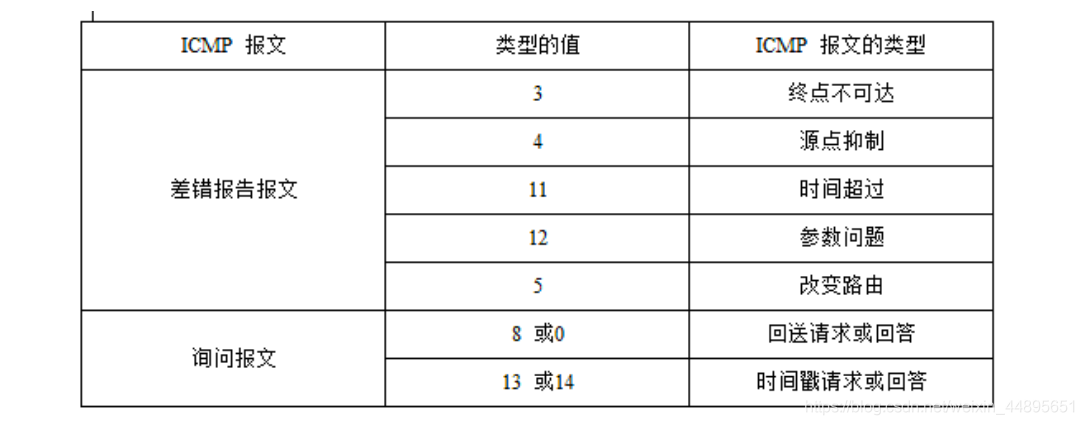 ICMP 报文 类型的值 ICMP 报文的类型
差错报告报文 3 终点不可达
4 源点抑制
11 时间超过
12 参数问题
5 改变路由
询问报文 8 或0 回送请求或回答
13 或14 时间戳请求或回答
https://blog.csdn.net/weixin_44895651